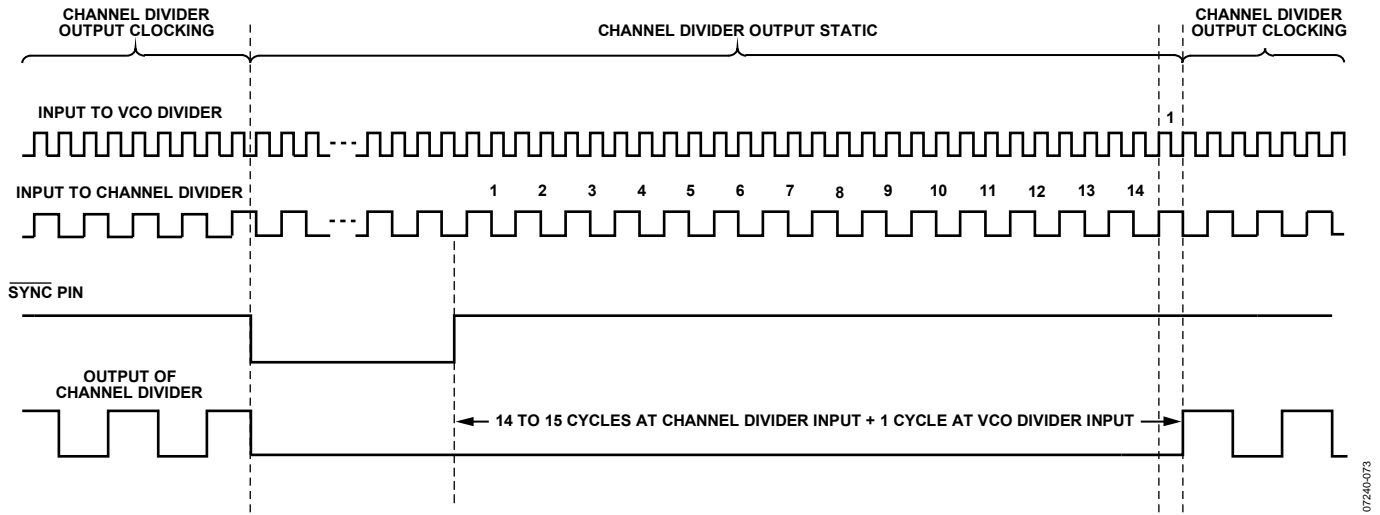 CHANNEL DIVIDER
OUTPUT CLOCKING
CHANNEL DIVIDER OUTPUT STATIC
CHANNEL DIVIDER
OUTPUT CLOCKING
INPUT TO VCO DIVIDER
1
INPUT TO CHANNEL DIVIDER
1 2 3 4 5 6 7 8 9 10 11 12 13 14
SYNC PIN
OUTPUT OF
CHANNEL DIVIDER
14 TO 15 CYCLES AT CHANNEL DIVIDER INPUT + 1 CYCLE AT VCO DIVIDER INPUT
07240-073